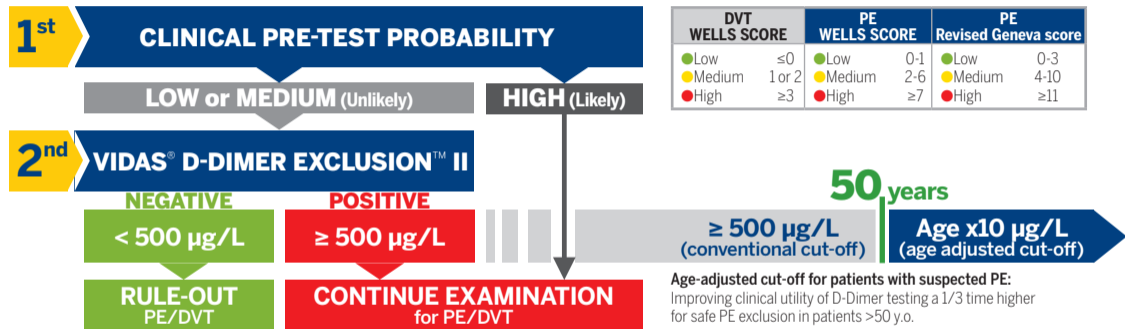 1st
CLINICAL PRE-TEST PROBABILITY
LOW or MEDIUM (Unlikely)
HIGH (Likely)
2nd
VIDAS® D-DIMER EXCLUSION™ II
NEGATIVE
< 500 µg/L
POSITIVE
≥ 500 µg/L
RULE-OUT
PE/DVT
CONTINUE EXAMINATION
for PE/DVT
DVT
WELLS SCORE
PE
WELLS SCORE
PE
Revised Geneva score
Low ≤0 Low 0-1 Low 0-3
Medium 1 or 2 Medium 2-6 Medium 4-10
High ≥3 High ≥7 High ≥11
50 years
≥ 500 µg/L
(conventional cut-off)
Age x10 µg/L
(age adjusted cut-off)
Age-adjusted cut-off for patients with suspected PE:
Improving clinical utility of D-Dimer testing a 1/3 time higher
for safe PE exclusion in patients >50 y.o.